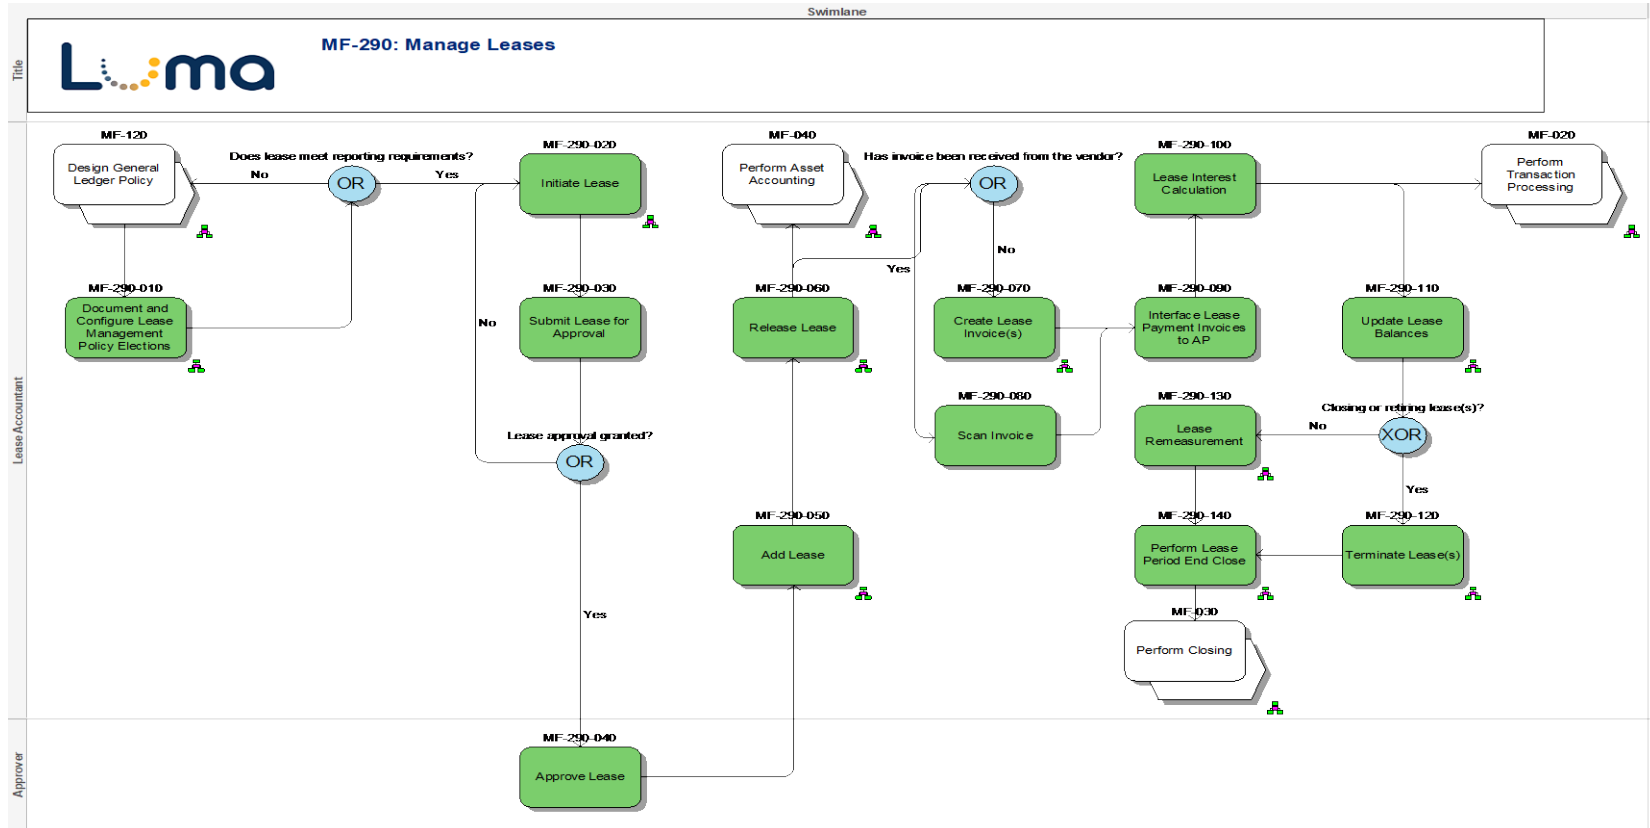 Swimlane
Title
Luma
MF-290: Manage Leases
Lease Accountant
MF-120
Design General
Ledger Policy
Does lease meet reporting requirements?
No
OR
Yes
MF-290-010
Document and
Configure Lease
Management
Policy Elections
MF-290-020
Initiate Lease
MF-290-030
Submit Lease for
Approval
No
Lease approval granted?
OR
Yes
MF-040
Perform Asset
Accounting
MF-290-060
Release Lease
MF-290-050
Add Lease
Has invoice been received from the vendor?
OR
No
Yes
MF-290-070
Create Lease
Invoice(s)
MF-290-080
Scan Invoice
MF-290-100
Lease Interest
Calculation
MF-290-090
Interface Lease
Payment Invoices
to AP
MF-020
Perform
Transaction
Processing
MF-290-110
Update Lease
Balances
Closing or retiring lease(s)?
XOR
No
Yes
MF-290-130
Lease
Remeasurement
MF-290-140
Perform Lease
Period End Close
MF-290-120
Terminate Lease(s)
MF-030
Perform Closing
Approver
MF-290-040
Approve Lease